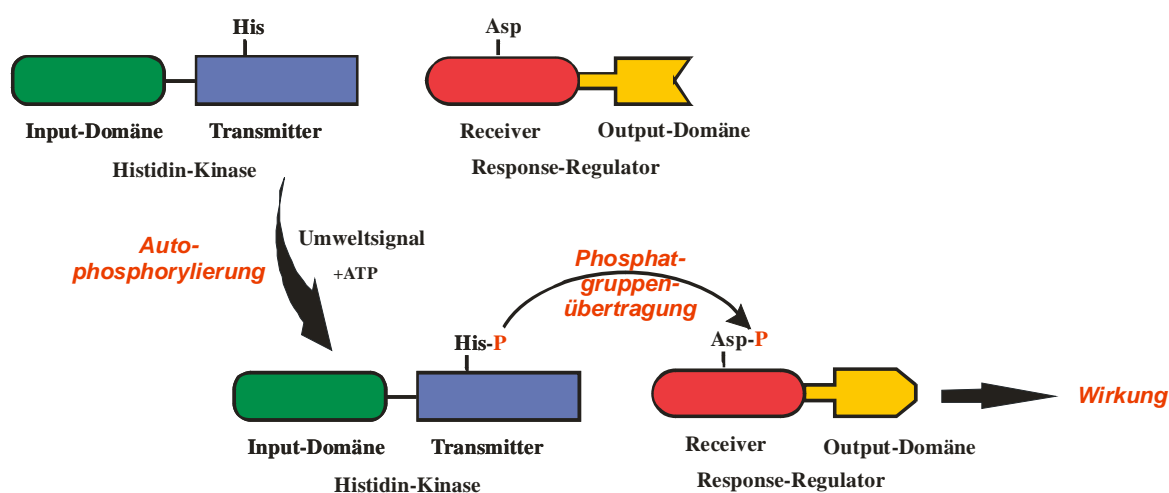 His
Asp
Input-Domäne
Transmitter
Receiver
Output-Domäne
Histidin-Kinase
Response-Regulator
Auto-
phosphorylierung
Umweltsignal
+ATP
Phosphat-
gruppen-
übertragung
His-P
Asp-P
Wirkung
Input-Domäne
Transmitter
Receiver
Output-Domäne
Histidin-Kinase
Response-Regulator